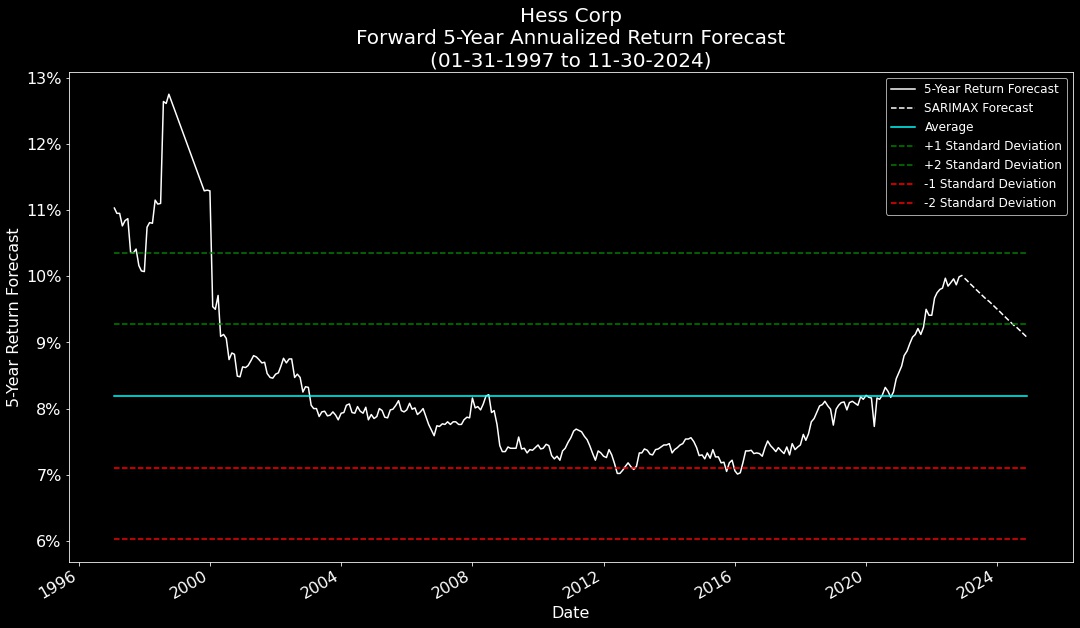 Hess Corp
Forward 5-Year Annualized Return Forecast
(01-31-1997 to 11-30-2024)
5-Year Return Forecast
13%
12%
11%
10%
9%
8%
7%
6%
5-Year Return Forecast
SARIMAX Forecast
Average
+1 Standard Deviation
+2 Standard Deviation
-1 Standard Deviation
-2 Standard Deviation
1996
2000
2004
2008
2012
2016
2020
2024
Date